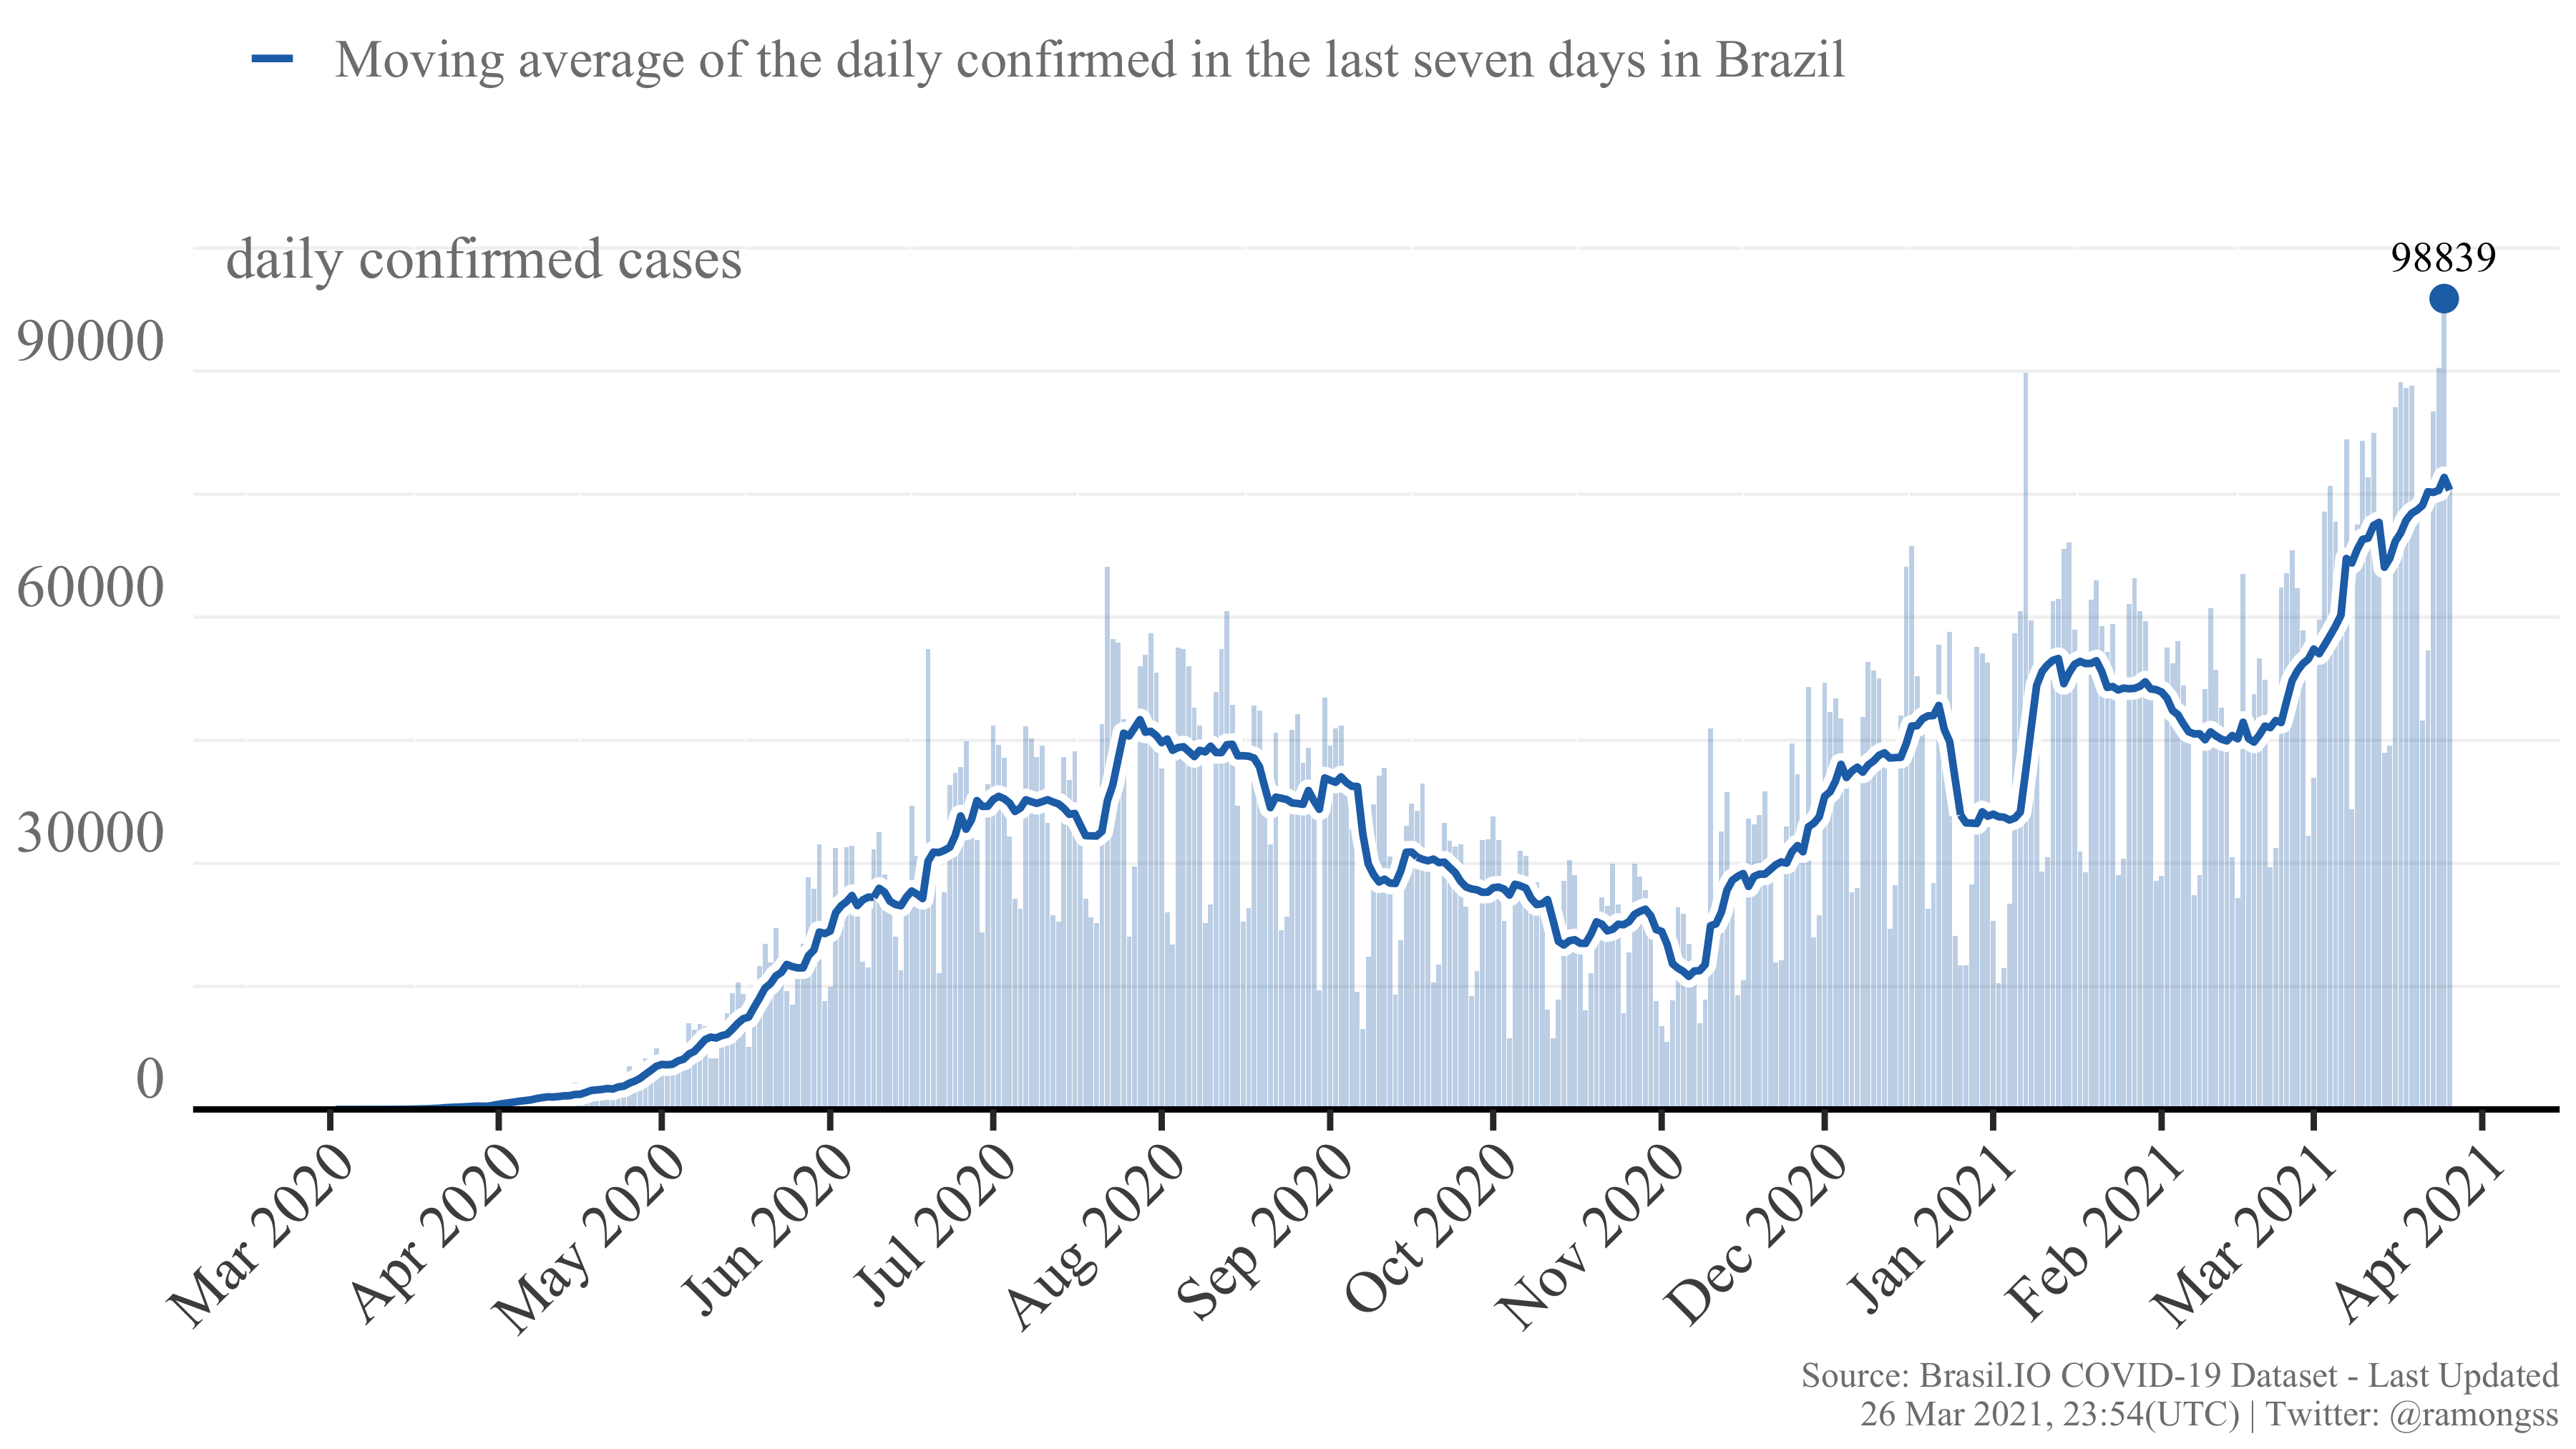 Moving average of the daily confirmed in the last seven days in Brazil
daily confirmed cases
98839
90000
60000
30000
0
Mar 2020
Apr 2020
May 2020
Jun 2020
Jul 2020
Aug 2020
Sep 2020
Oct 2020
Nov 2020
Dec 2020
Jan 2021
Feb 2021
Mar 2021
Apr 2021
Source: Brasil.IO COVID-19 Dataset - Last Updated
26 Mar 2021, 23:54(UTC) | Twitter: @ramongss